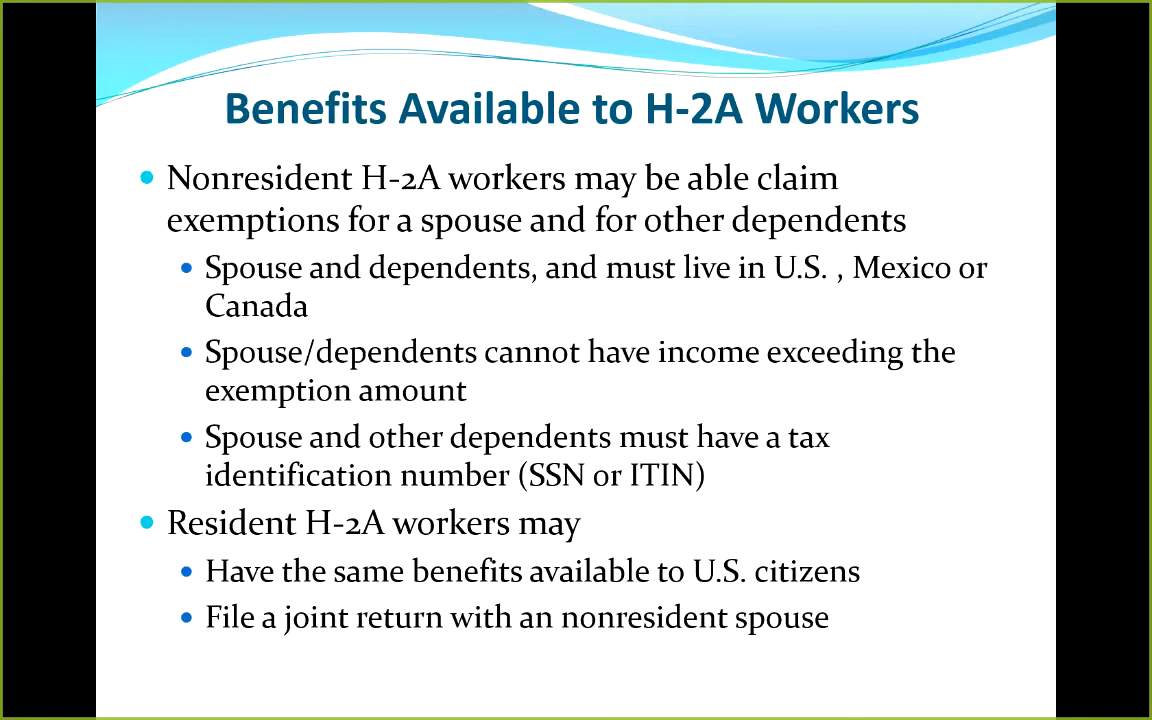 Benefits Available to H-2A Workers
Nonresident H-2A workers may be able claim
exemptions for a spouse and for other dependents
Spouse and dependents, and must live in U.S. , Mexico or
Canada
Spouse/dependents cannot have income exceeding the
exemption amount
Spouse and other dependents must have a tax
identification number (SSN or ITIN)
Resident H-2A workers may
Have the same benefits available to U.S. citizens
File a joint return with an nonresident spouse